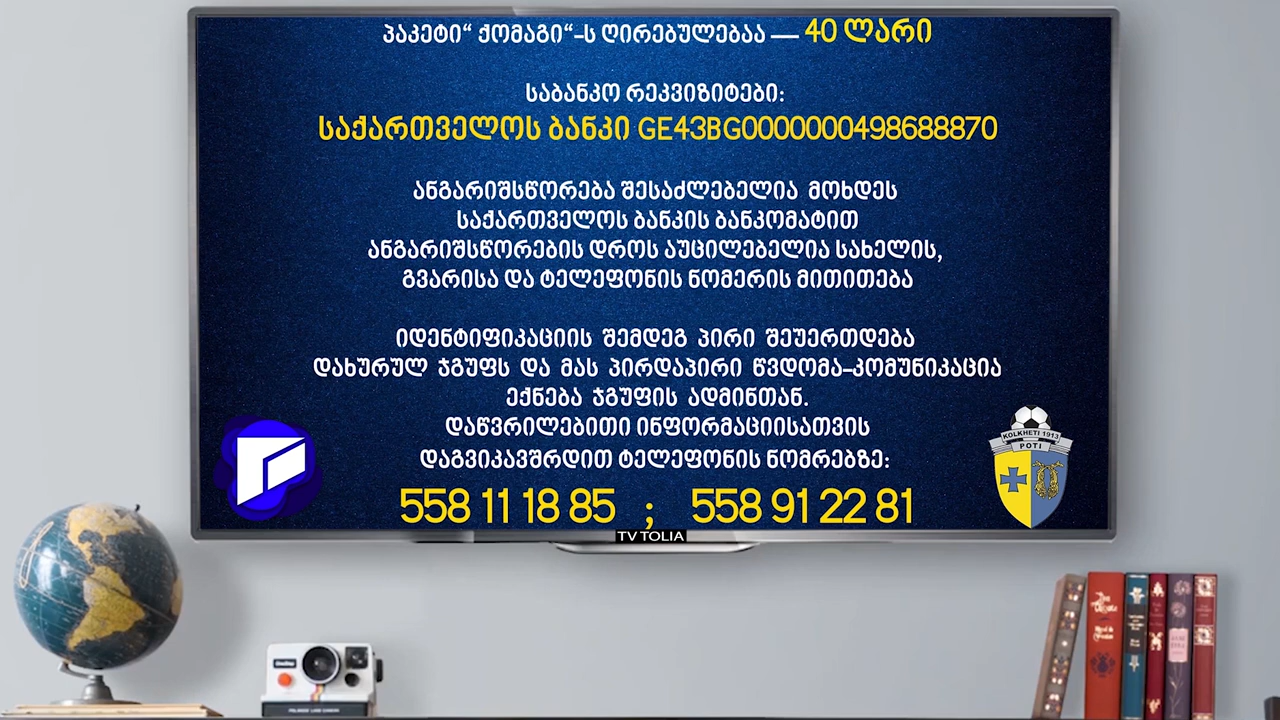 პაკეტი“ ქომაგი“-ს ღირებულებაა — 40 ლარი
საბანკო რეკვიზიტები:
საქართველოს ბანკი GE43BG0000000498688870
ანგარიშსწორება შესაძლებელია მოხდეს
საქართველოს ბანკის ბანკომატით
ანგარიშსწორების დროს აუცილებელია სახელის,
გვარისა და ტელეფონის ნომერის მითითება
იდენტიფიკაციის შემდეგ პირი შეუერთდება
დახურულ ჯგუფს და მას პირდაპირი წვდომა-კომუნიკაცია
ექნება ჯგუფის ადმინთან.
დაწვრილებითი ინფორმაციისათვის
დაგვიკავშრდით ტელეფონის ნომრებზე:
558 11 18 85 ; 558 91 22 81
KOLKHETI 1913
POTI
TV TOLIA